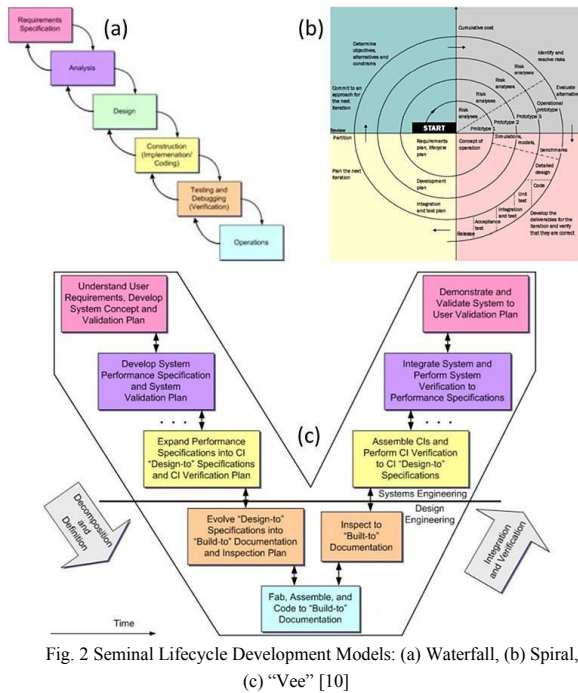 (a)
Requirements
Specification
Analysis
Design
Construction
(Implemenation/
Coding)
Testing and
Debugging
(Verification)
Operations
(b)
Cumulative cost
Determine
objectives,
alternatives and
constrains
Identify and
resolve risks
Commit to an
approach for the
next iteration
Evaluate
alternatives
Risk
analyses
Risk
analyses
Risk
analyses
Risk
analyses
Operational
prototype
Prototype 3
Prototype 2
Prototype 1
START
Review
Partition
Requirements
plan, lifecycle
plan
Concept of
operation
Simulations, models,
benchmarks
Plan the next
iteration
Development
plan
Detailed
design
Code
Integration
and test plan
Unit
test
Integration
and test
Acceptance
test
Release
Develop the
deliverables for the
iteration and verify
that they are correct
Understand User
Requirements, Develop
System Concept and
Validation Plan
Demonstrate and
Validate System to
User Validation Plan
Develop System
Performance Specification
and System
Validation Plan
Integrate System and
Perform System
Verification to
Performance Specifications
(c)
Expand Performance
Specifications into CI
“Design-to” Specifications
and CI Verification Plan
Assemble CIs and
Perform CI Verification
to CI “Design-to”
Specifications
Systems Engineering
Design
Engineering
Decomposition
and
Definition
Evolve “Design-to”
Specifications into
“Build-to” Documentation
and Inspection Plan
Inspect to
“Built-to”
Documentation
Integration
and Verification
Fab, Assemble, and
Code to “Build-to”
Documentation
Time
Fig. 2 Seminal Lifecycle Development Models: (a) Waterfall, (b) Spiral,
(c) “Vee” [10]